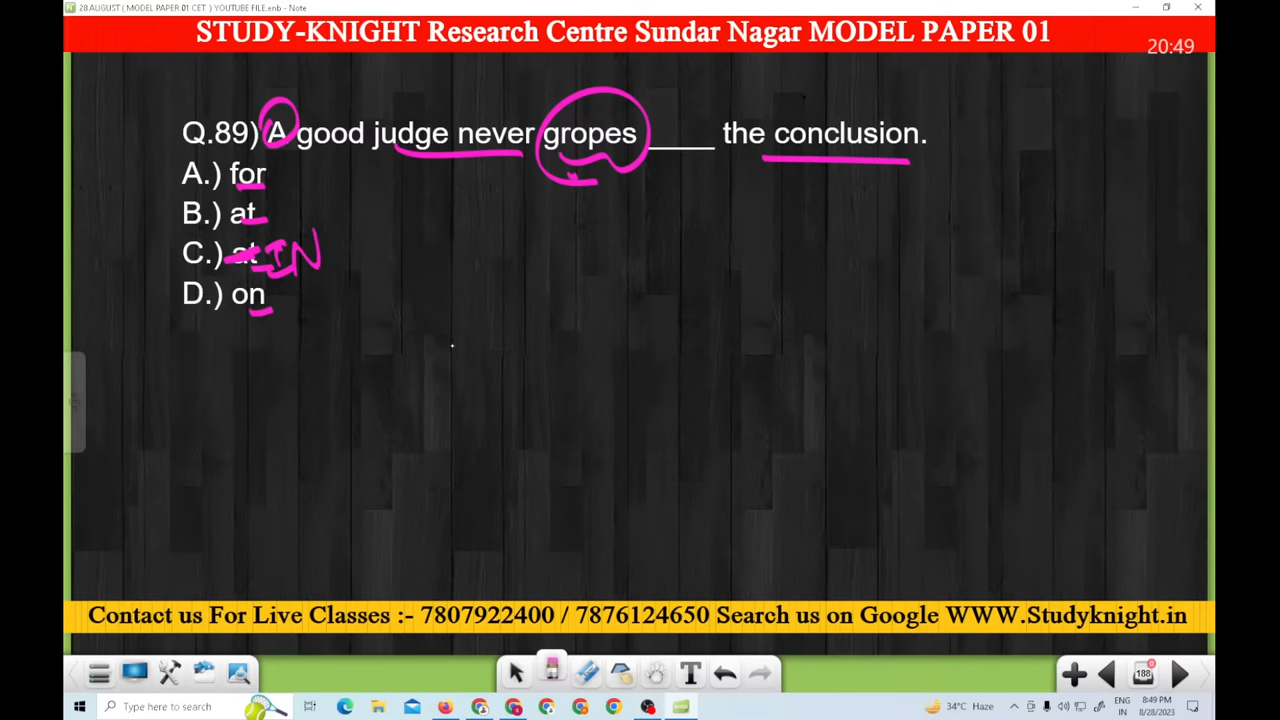 28 AUGUST ( MODEL PAPER 01 CET ) YOUTUBE FILE.enb - Note
STUDY-KNIGHT Research Centre Sundar Nagar MODEL PAPER 01
20:49
Q.89) A good judge never gropes ____ the conclusion.
A.) for
B.) at
C.) at IN
D.) on
Contact us For Live Classes :- 7807922400 / 7876124650 Search us on Google WWW.Studyknight.in
188
Type here to search
34°C Haze
ENG
IN
8:49 PM
8/28/2023